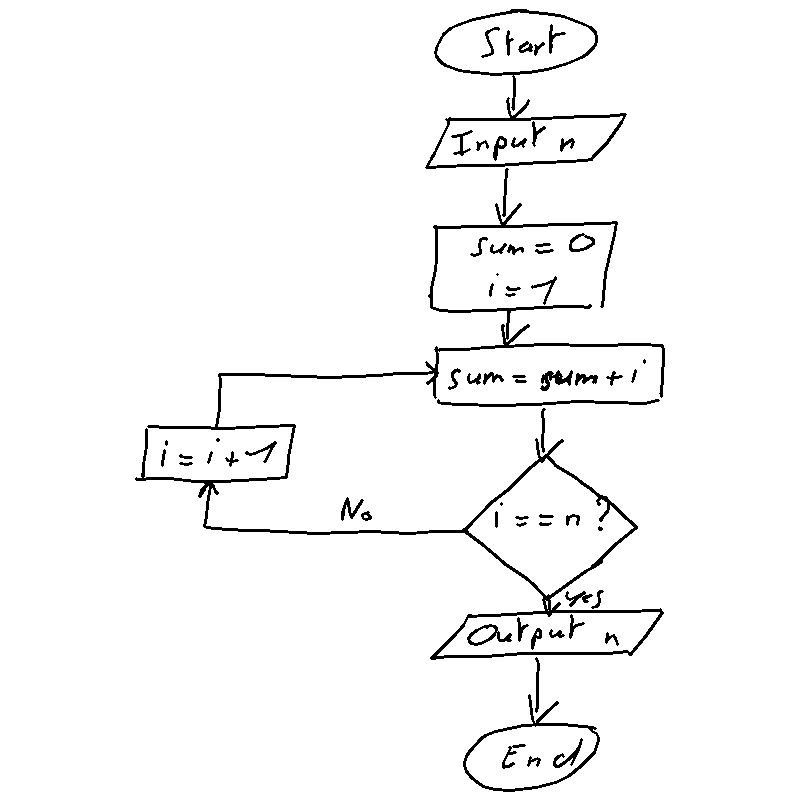 Start
Input n
sum = 0
i = 1
sum = sum + i
i = i + 1
No
i == n ?
yes
Output n
End